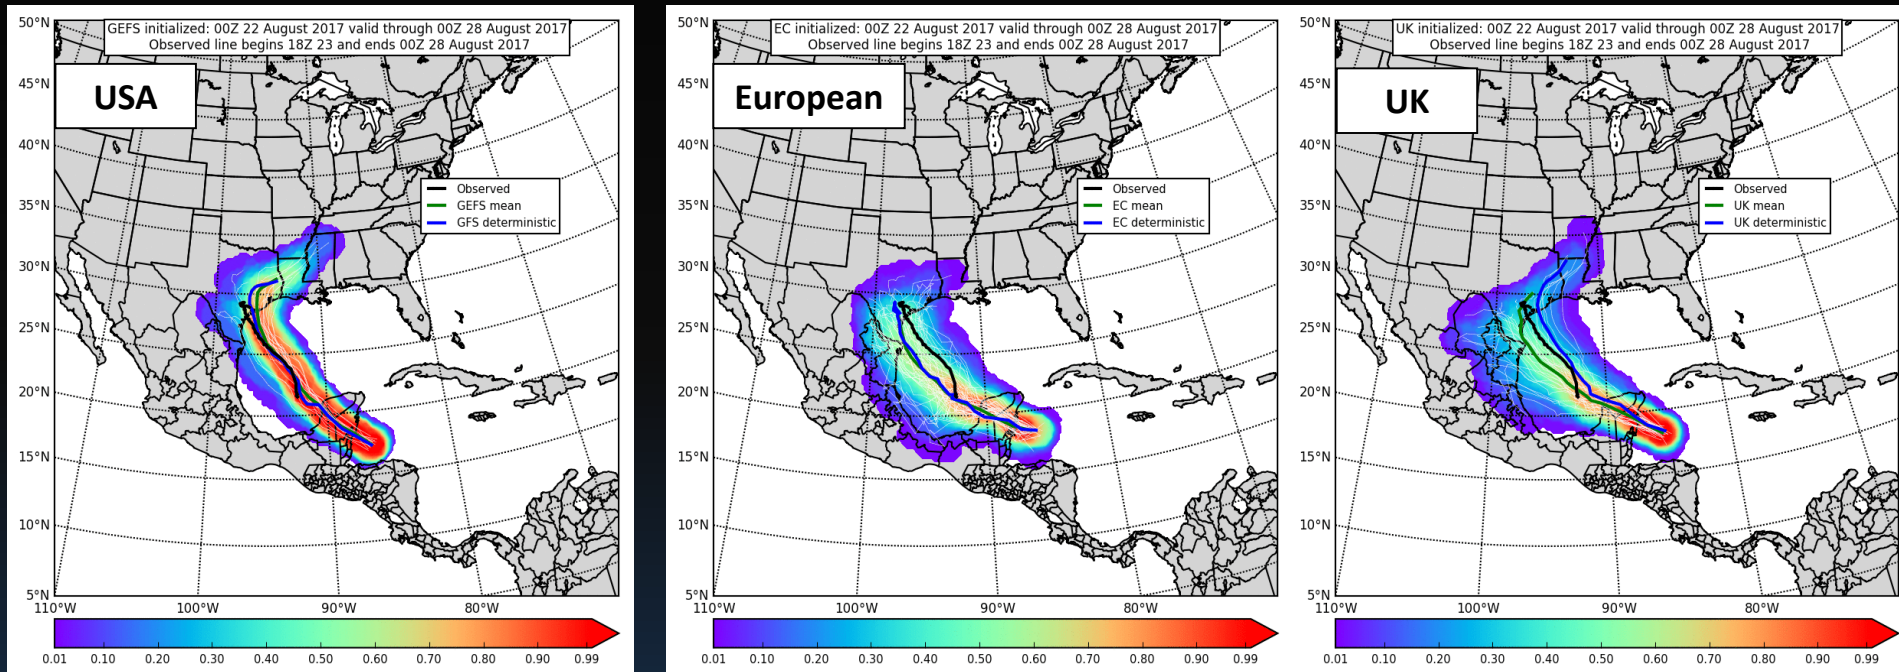 GEFS initialized: 00Z 22 August 2017 valid through 00Z 28 August 2017
Observed line begins 18Z 23 and ends 00Z 28 August 2017
USA
Observed
GEFS mean
GFS deterministic
50°N
45°N
40°N
35°N
30°N
25°N
20°N
15°N
10°N
5°N
110°W 100°W 90°W 80°W
0.01 0.10 0.20 0.30 0.40 0.50 0.60 0.70 0.80 0.90 0.99
EC initialized: 00Z 22 August 2017 valid through 00Z 28 August 2017
Observed line begins 18Z 23 and ends 00Z 28 August 2017
European
Observed
EC mean
EC deterministic
50°N
45°N
40°N
35°N
30°N
25°N
20°N
15°N
10°N
5°N
110°W 100°W 90°W 80°W
0.01 0.10 0.20 0.30 0.40 0.50 0.60 0.70 0.80 0.90 0.99
UK initialized: 00Z 22 August 2017 valid through 00Z 28 August 2017
Observed line begins 18Z 23 and ends 00Z 28 August 2017
UK
Observed
UK mean
UK deterministic
50°N
45°N
40°N
35°N
30°N
25°N
20°N
15°N
10°N
5°N
110°W 100°W 90°W 80°W
0.01 0.10 0.20 0.30 0.40 0.50 0.60 0.70 0.80 0.90 0.99